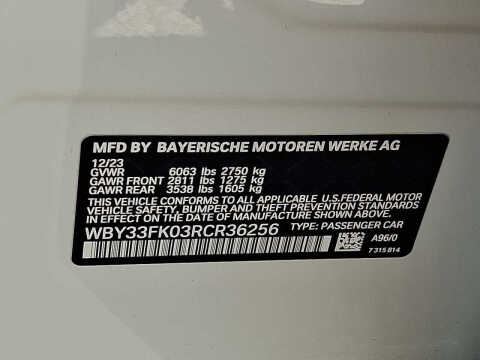 MFD BY BAYERISCHE MOTOREN WERKE AG
12/23
GVWR 6063 lbs 2750 kg
GAWR FRONT 2811 lbs 1275 kg
GAWR REAR 3538 lbs 1605 kg
THIS VEHICLE CONFORMS TO ALL APPLICABLE U.S. FEDERAL MOTOR
VEHICLE SAFETY, BUMPER AND THEFT PREVENTION STANDARDS
IN EFFECT ON THE DATE OF MANUFACTURE SHOWN ABOVE.
WBY33FK03RCR36256 TYPE: PASSENGER CAR
A96/0
7 315 814